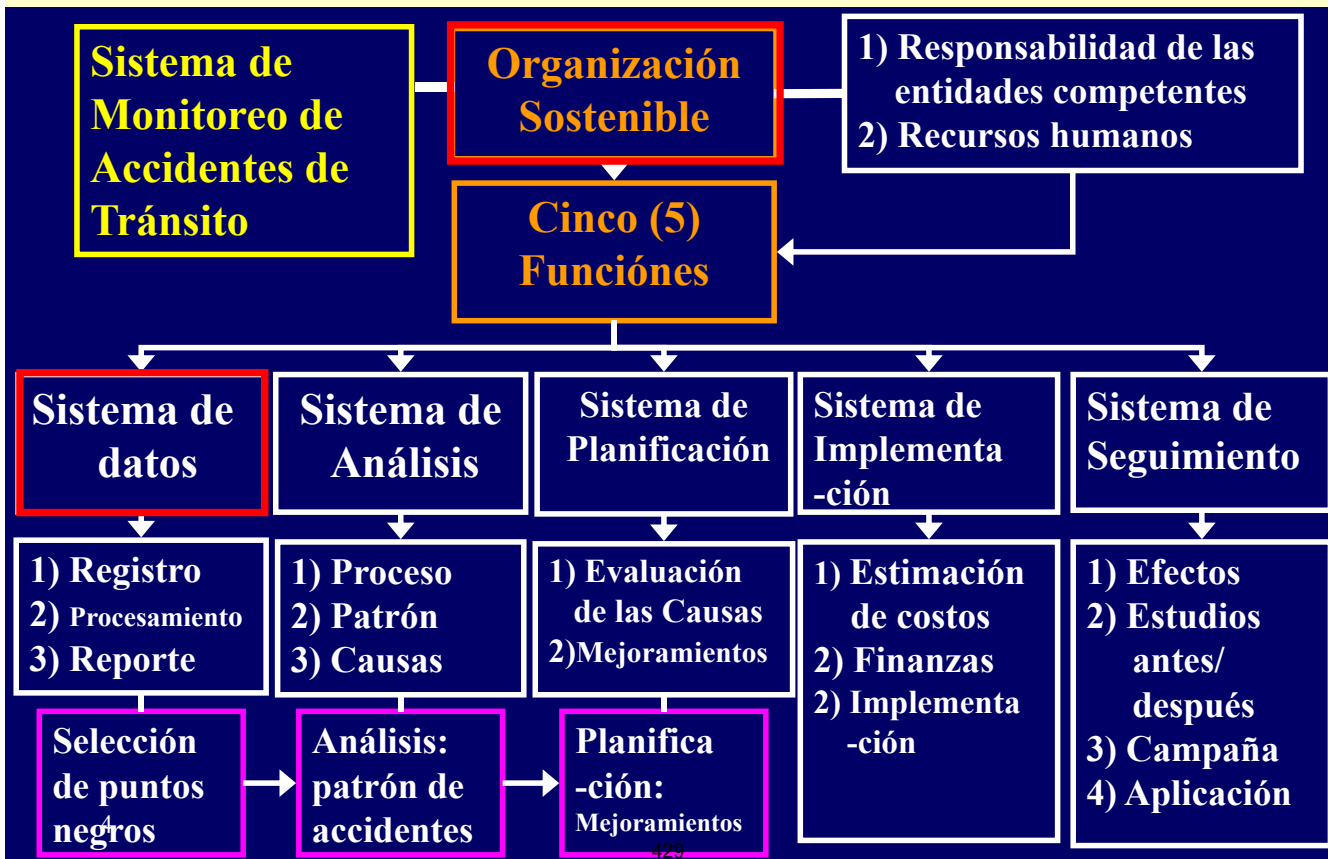 Sistema de
Monitoreo de
Accidentes de
Tránsito
Organización
Sostenible
1) Responsabilidad de las
entidades competentes
2) Recursos humanos
Cinco (5)
Funciónes
Sistema de
datos
Sistema de
Análisis
Sistema de
Planificación
Sistema de
Implementa
-ción
Sistema de
Seguimiento
1) Registro
2) Procesamiento
3) Reporte
1) Proceso
2) Patrón
3) Causas
1) Evaluación
de las Causas
2)Mejoramientos
1) Estimación
de costos
2) Finanzas
2) Implementa
-ción
1) Efectos
2) Estudios
antes/
después
3) Campaña
4) Aplicación
Selección
de puntos
negros
4
Análisis:
patrón de
accidentes
Planifica
-ción:
Mejoramientos
429